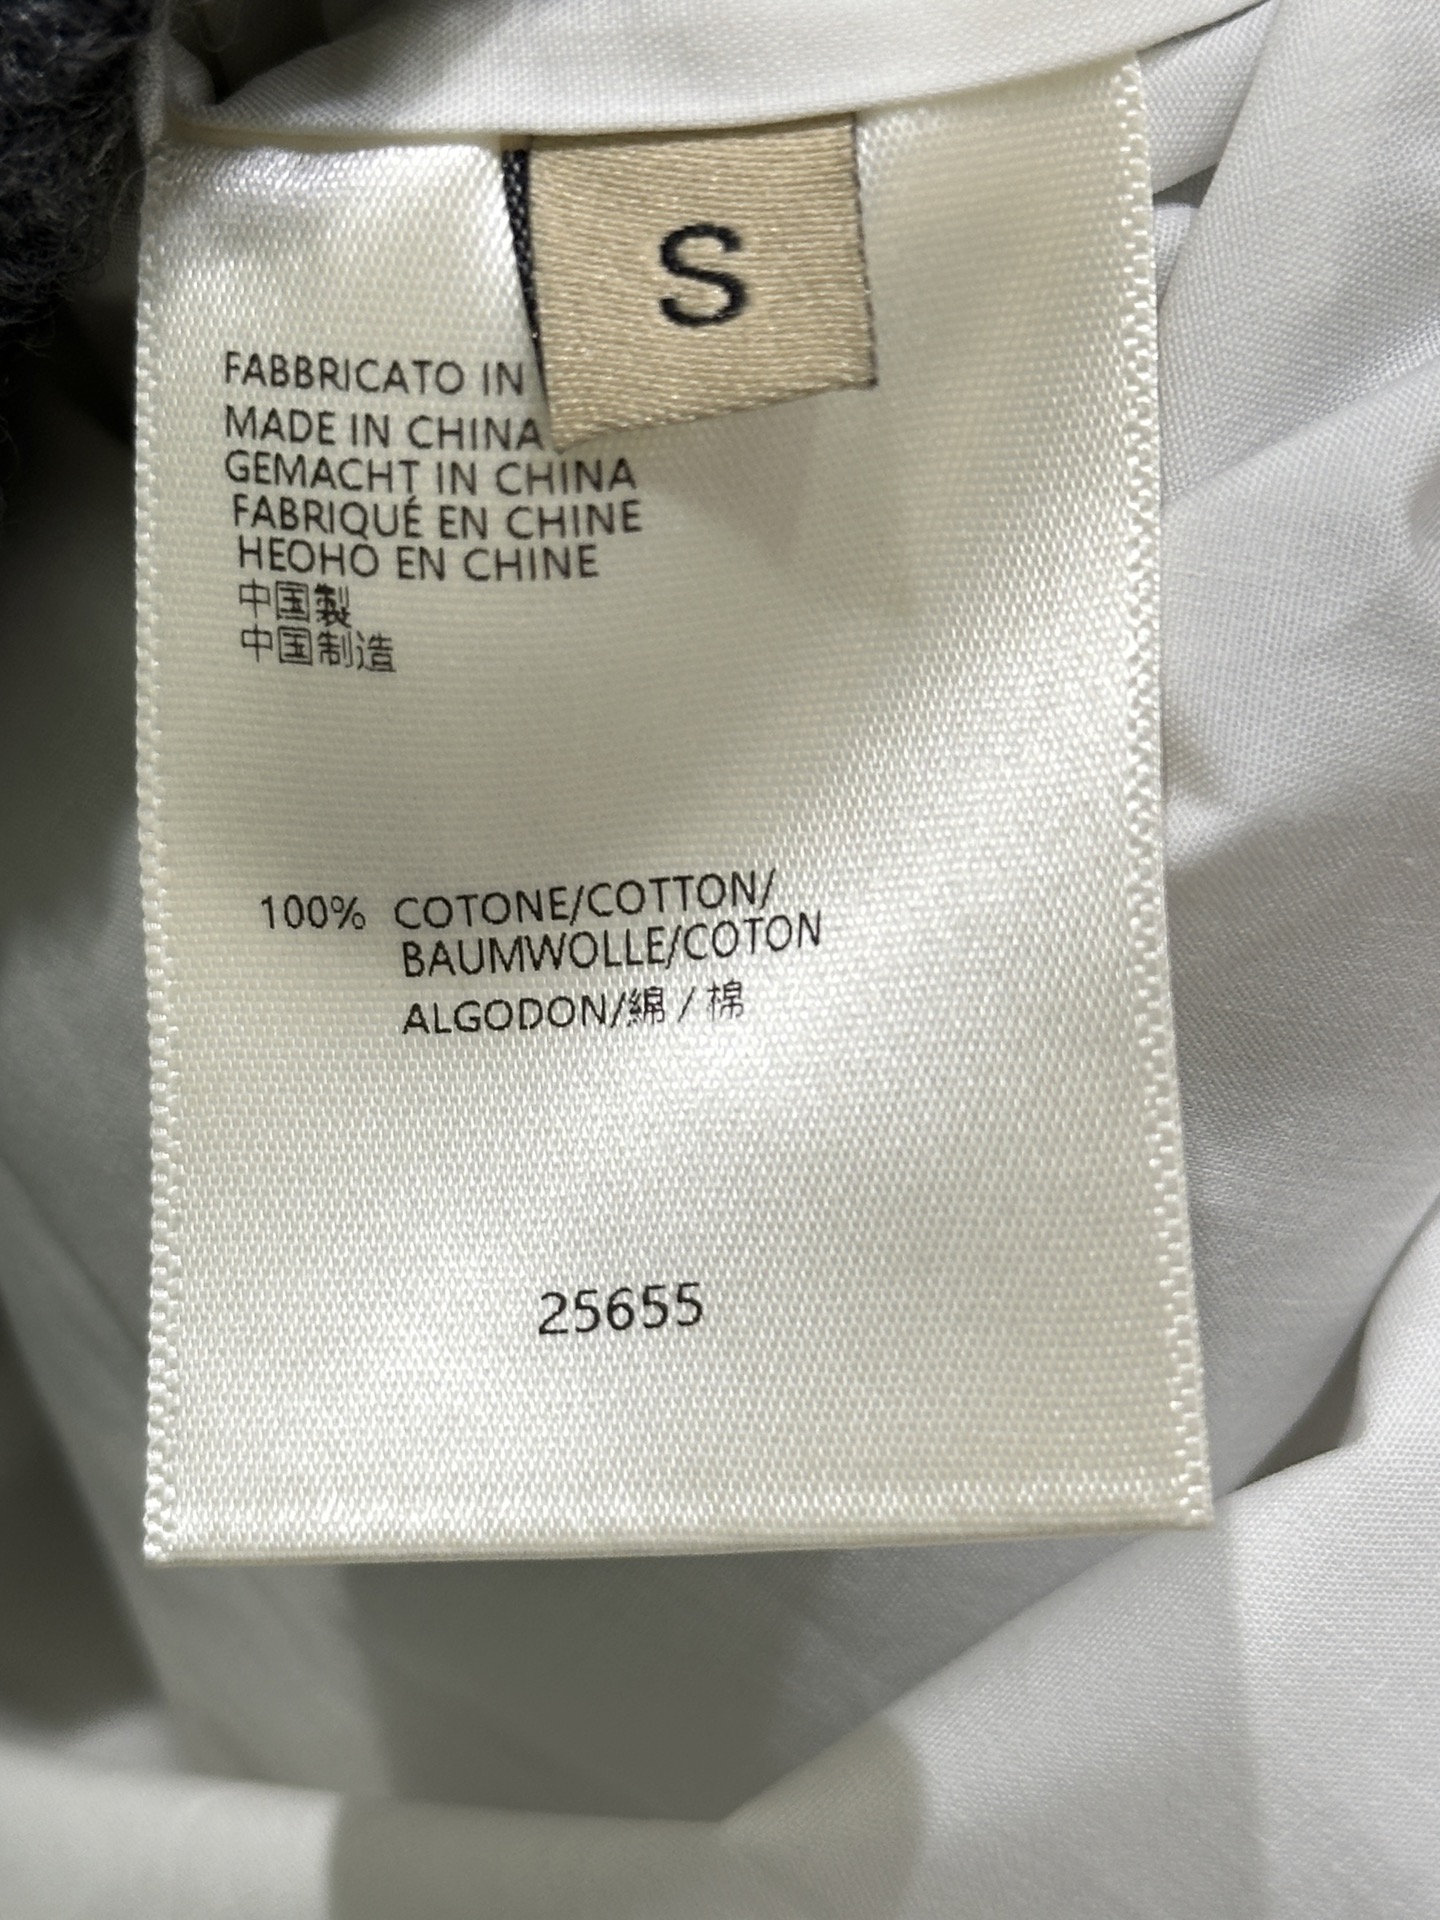 S
FABBRICATO IN
MADE IN CHINA
GEMACHT IN CHINA
FABRIQUÉ EN CHINE
HEOHO EN CHINE
中国製
中国制造
100% COTONE/COTTON/
BAUMWOLLE/COTON
ALGODON/綿 / 棉
25655